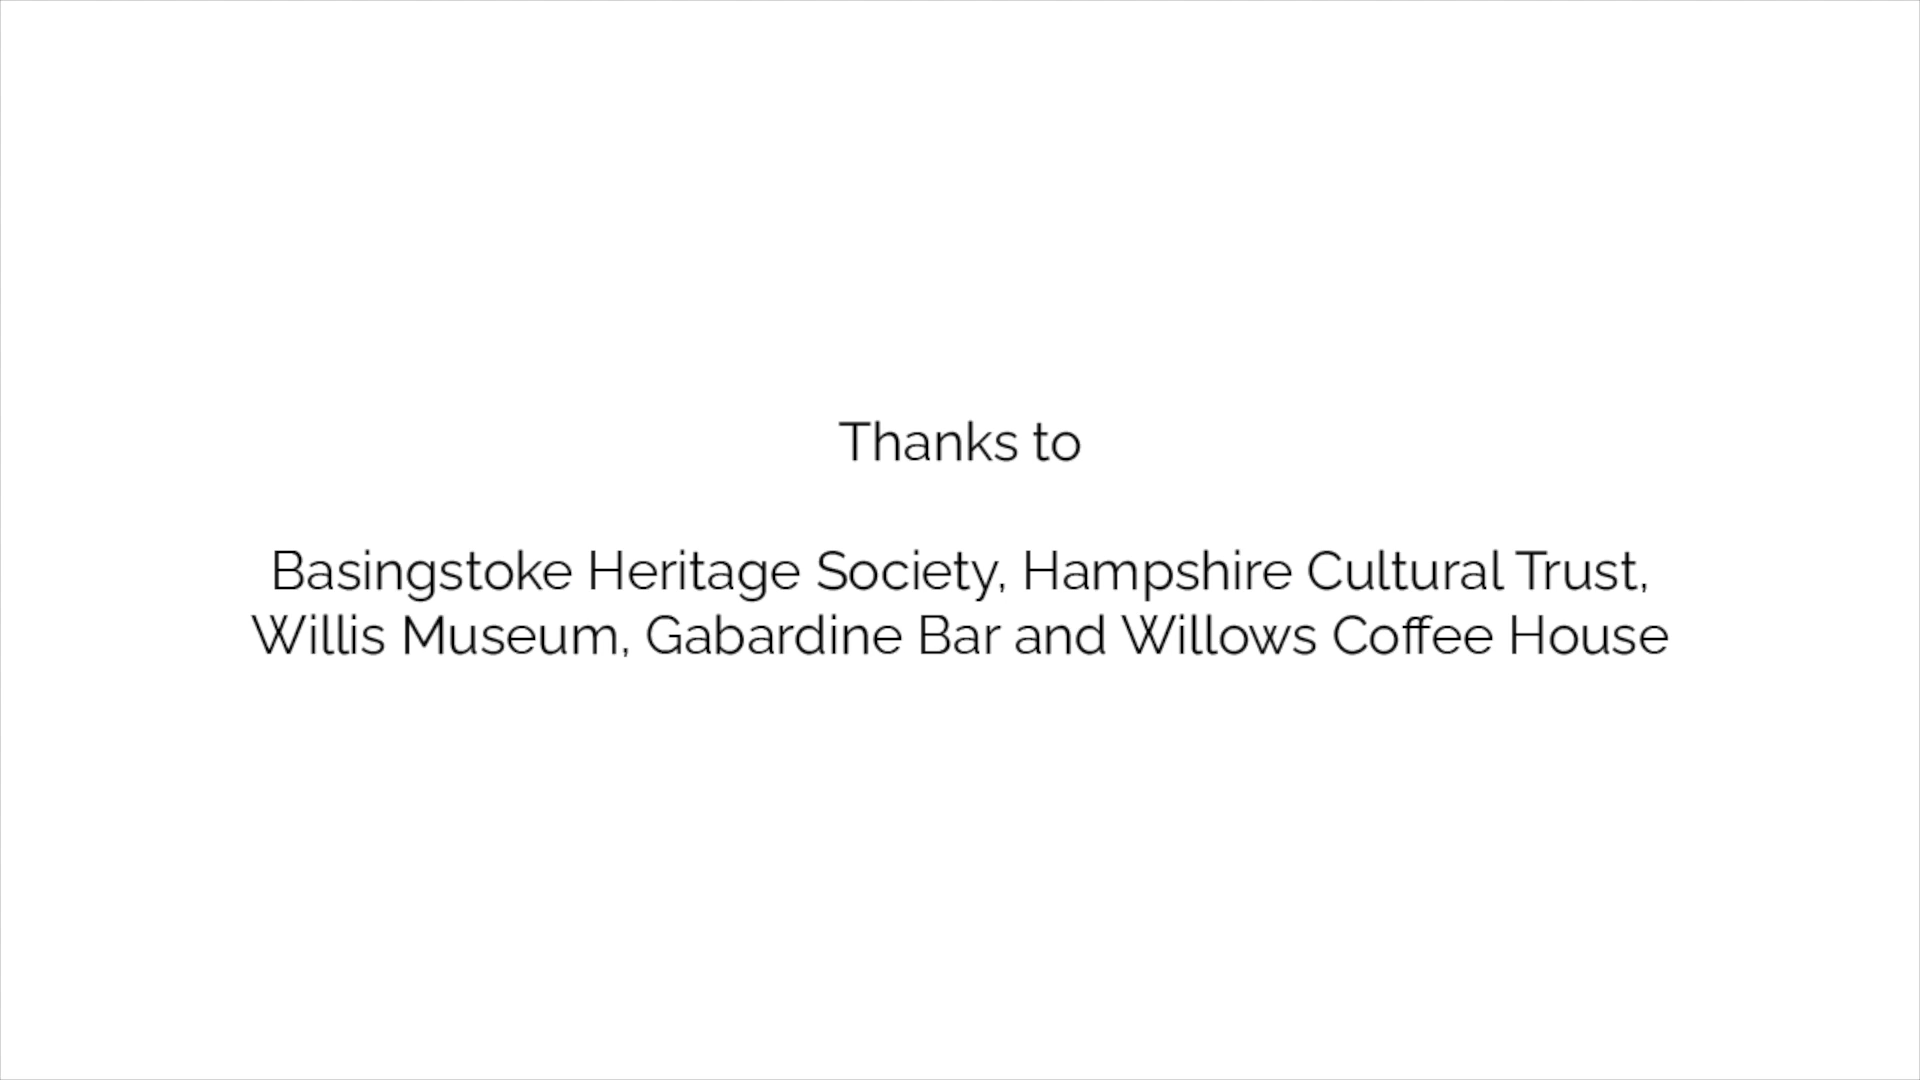 Thanks to
Basingstoke Heritage Society, Hampshire Cultural Trust,
Willis Museum, Gabardine Bar and Willows Coffee House